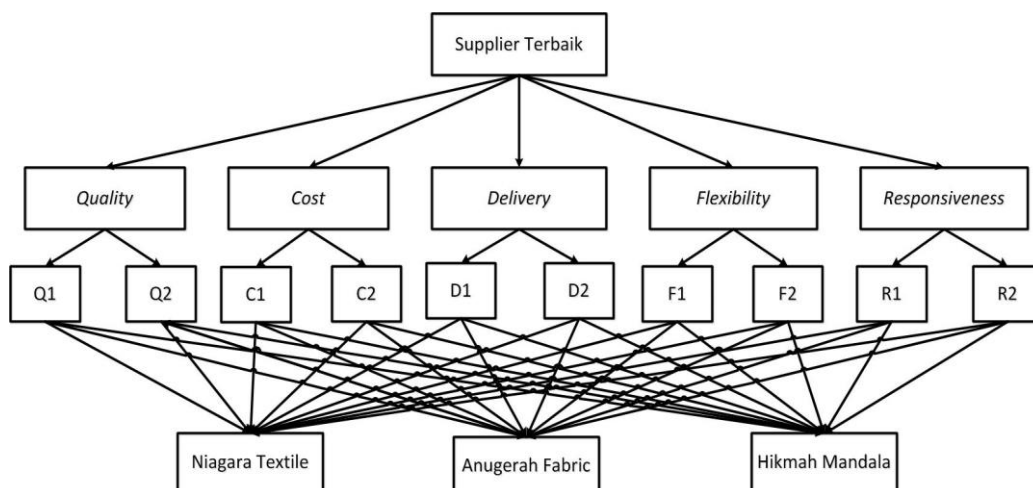 Supplier Terbaik
Quality
Cost
Delivery
Flexibility
Responsiveness
Q1
Q2
C1
C2
D1
D2
F1
F2
R1
R2
Niagara Textile
Anugerah Fabric
Hikmah Mandala